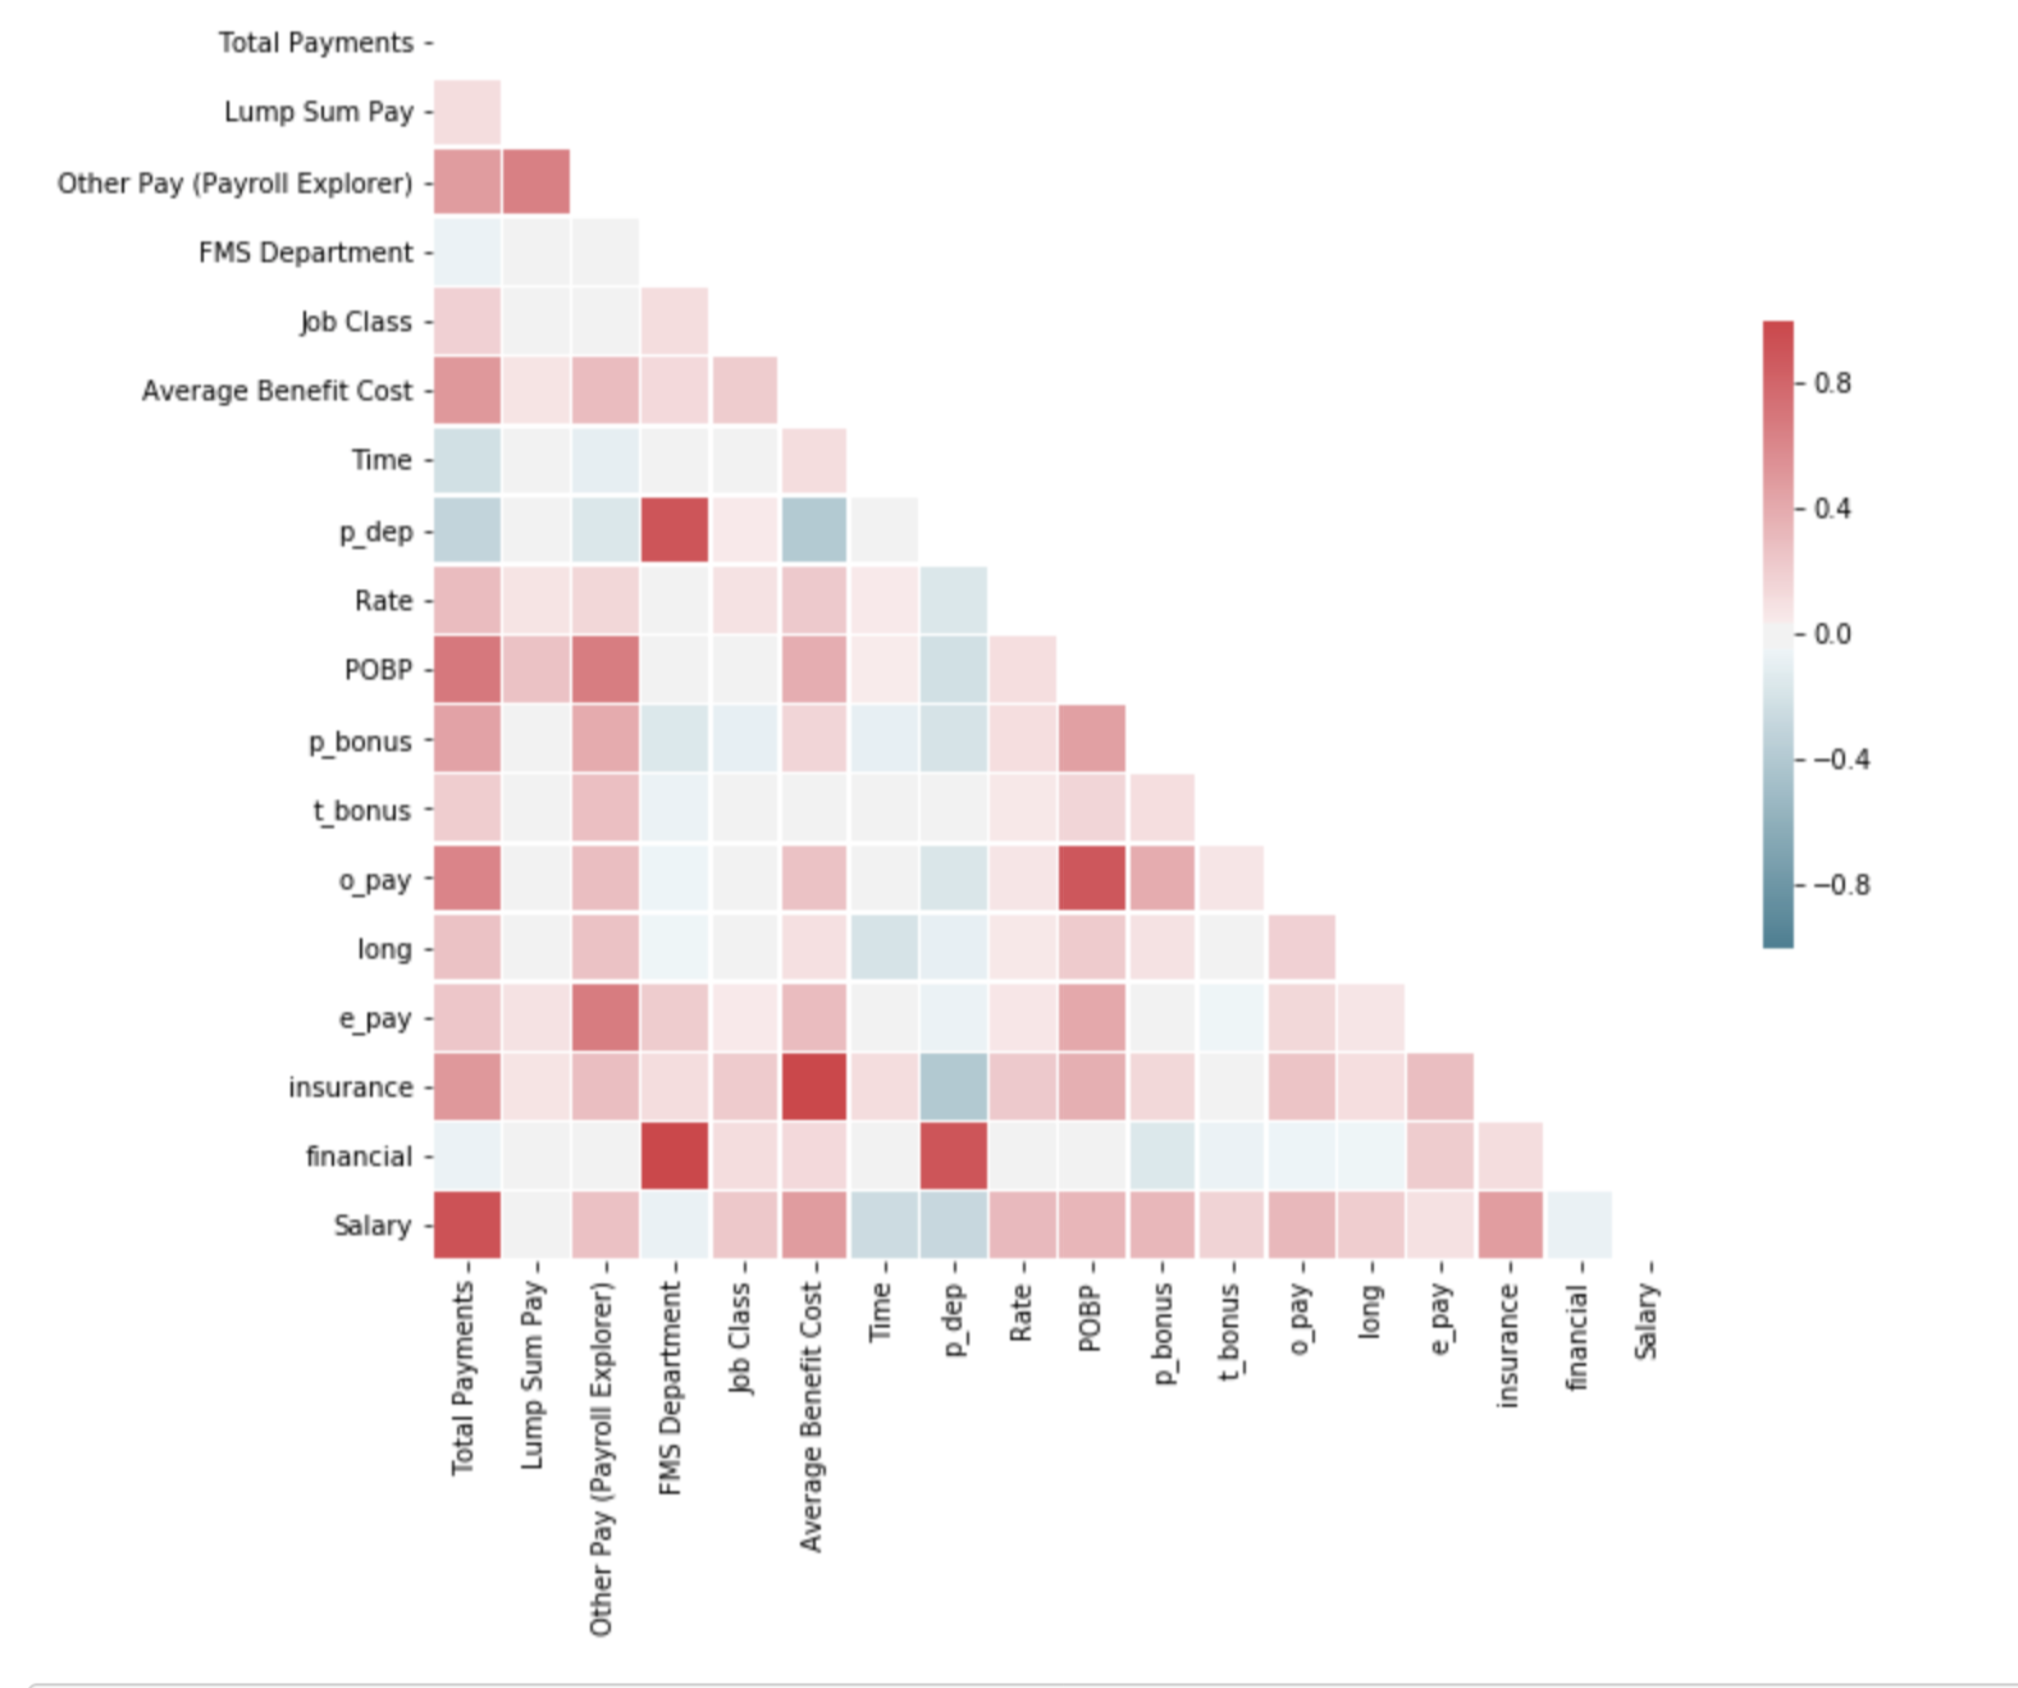 Total Payments
Lump Sum Pay
Other Pay (Payroll Explorer)
FMS Department
Job Class
Average Benefit Cost
Time
p_dep
Rate
POBP
p_bonus
t_bonus
o_pay
long
e_pay
insurance
financial
Salary
Total Payments
Lump Sum Pay
Other Pay (Payroll Explorer)
FMS Department
Job Class
Average Benefit Cost
Time
p_dep
Rate
POBP
p_bonus
t_bonus
o_pay
long
e_pay
insurance
financial
Salary
0.8
0.4
0.0
−0.4
−0.8